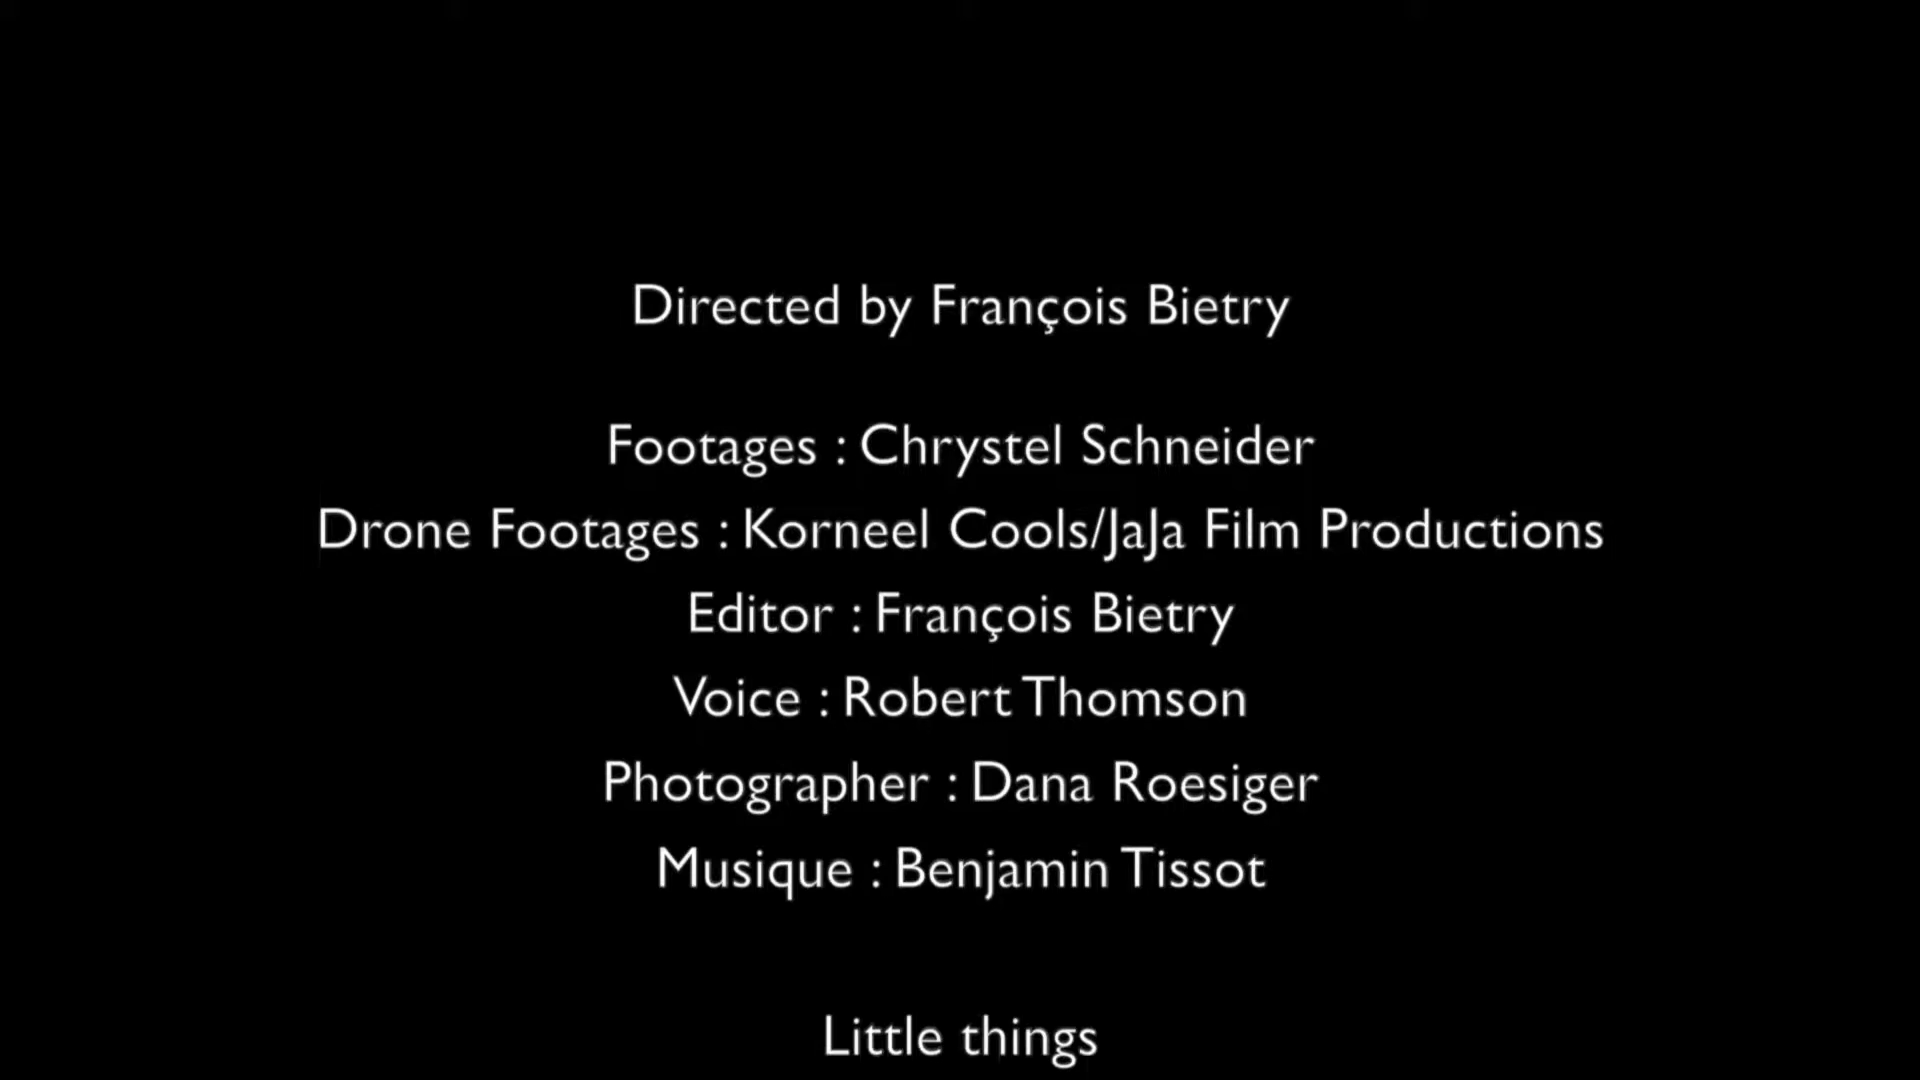 Directed by François Bietry
Footages : Chrystel Schneider
Drone Footages : Korneel Cools/JaJa Film Productions
Editor : François Bietry
Voice : Robert Thomson
Photographer : Dana Roesiger
Musique : Benjamin Tissot
Little things